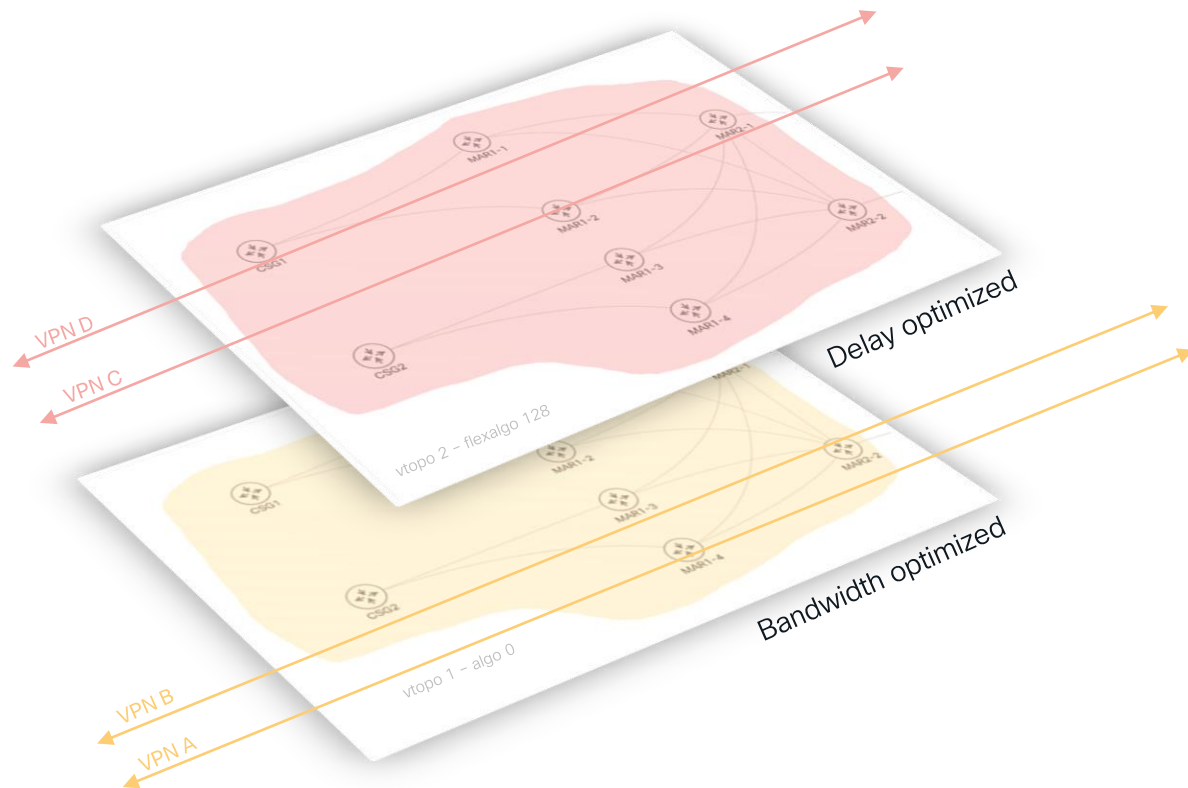 MAR2-1
MAR1-1
MAR1-2
MAR2-2
CSG1
MAR1-3
MAR1-4
VPN D
CSG2
VPN C
Delay optimized
vtopo 2 - flexalgo 128
MAR2-1
MAR1-2
MAR2-2
CSG1
MAR1-3
MAR1-4
CSG2
Bandwidth optimized
vtopo 1 - algo 0
VPN B
VPN A